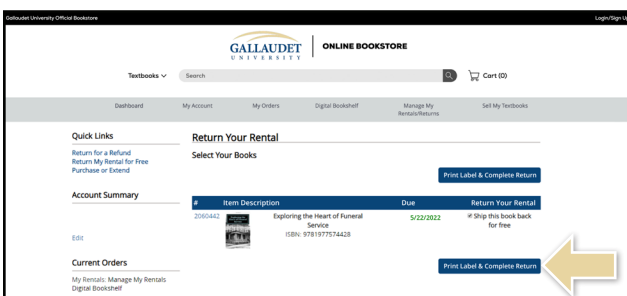 Gallaudet University Official Bookstore
Login/Sign Up
GALLAUDET
UNIVERSITY
ONLINE BOOKSTORE
Textbooks
Search
Cart (0)
Dashboard
My Account
My Orders
Digital Bookshelf
Manage My
Rentals/Returns
Sell My Textbooks
Quick Links
Return for a Refund
Return My Rental for Free
Purchase or Extend
Account Summary
Edit
Current Orders
My Rentals: Manage My Rentals
Digital Bookshelf
Return Your Rental
Select Your Books
Print Label & Complete Return
# Item Description Due Return Your Rental
2060442
Exploring the Heart of Funeral
Service
ISBN: 9781977574428
5/22/2022
Ship this book back
for free
Print Label & Complete Return